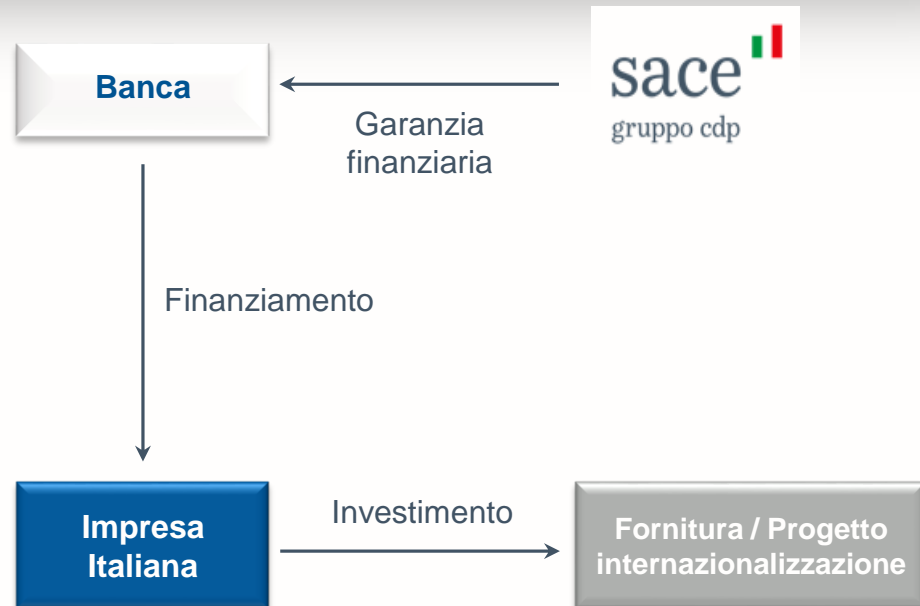 Banca
sace
gruppo cdp
Garanzia
finanziaria
Finanziamento
Impresa
Italiana
Investimento
Fornitura / Progetto
internazionalizzazione